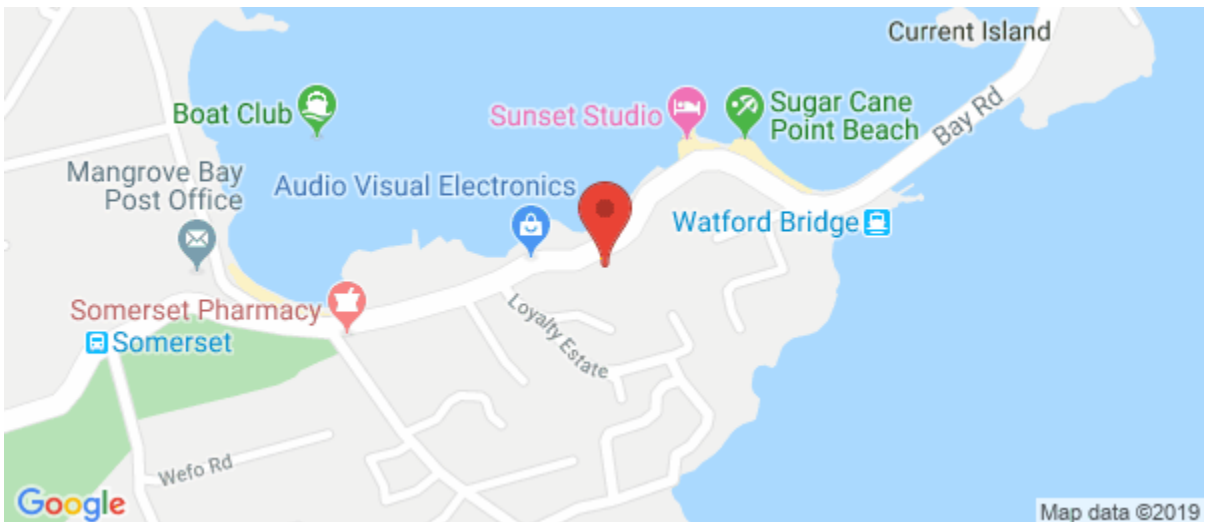 Current Island
Boat Club
Sunset Studio
Sugar Cane
Point Beach
Bay Rd
Mangrove Bay
Post Office
Audio Visual Electronics
Watford Bridge
Somerset Pharmacy
Somerset
Loyalty Estate
Wefo Rd
Google
Map data ©2019